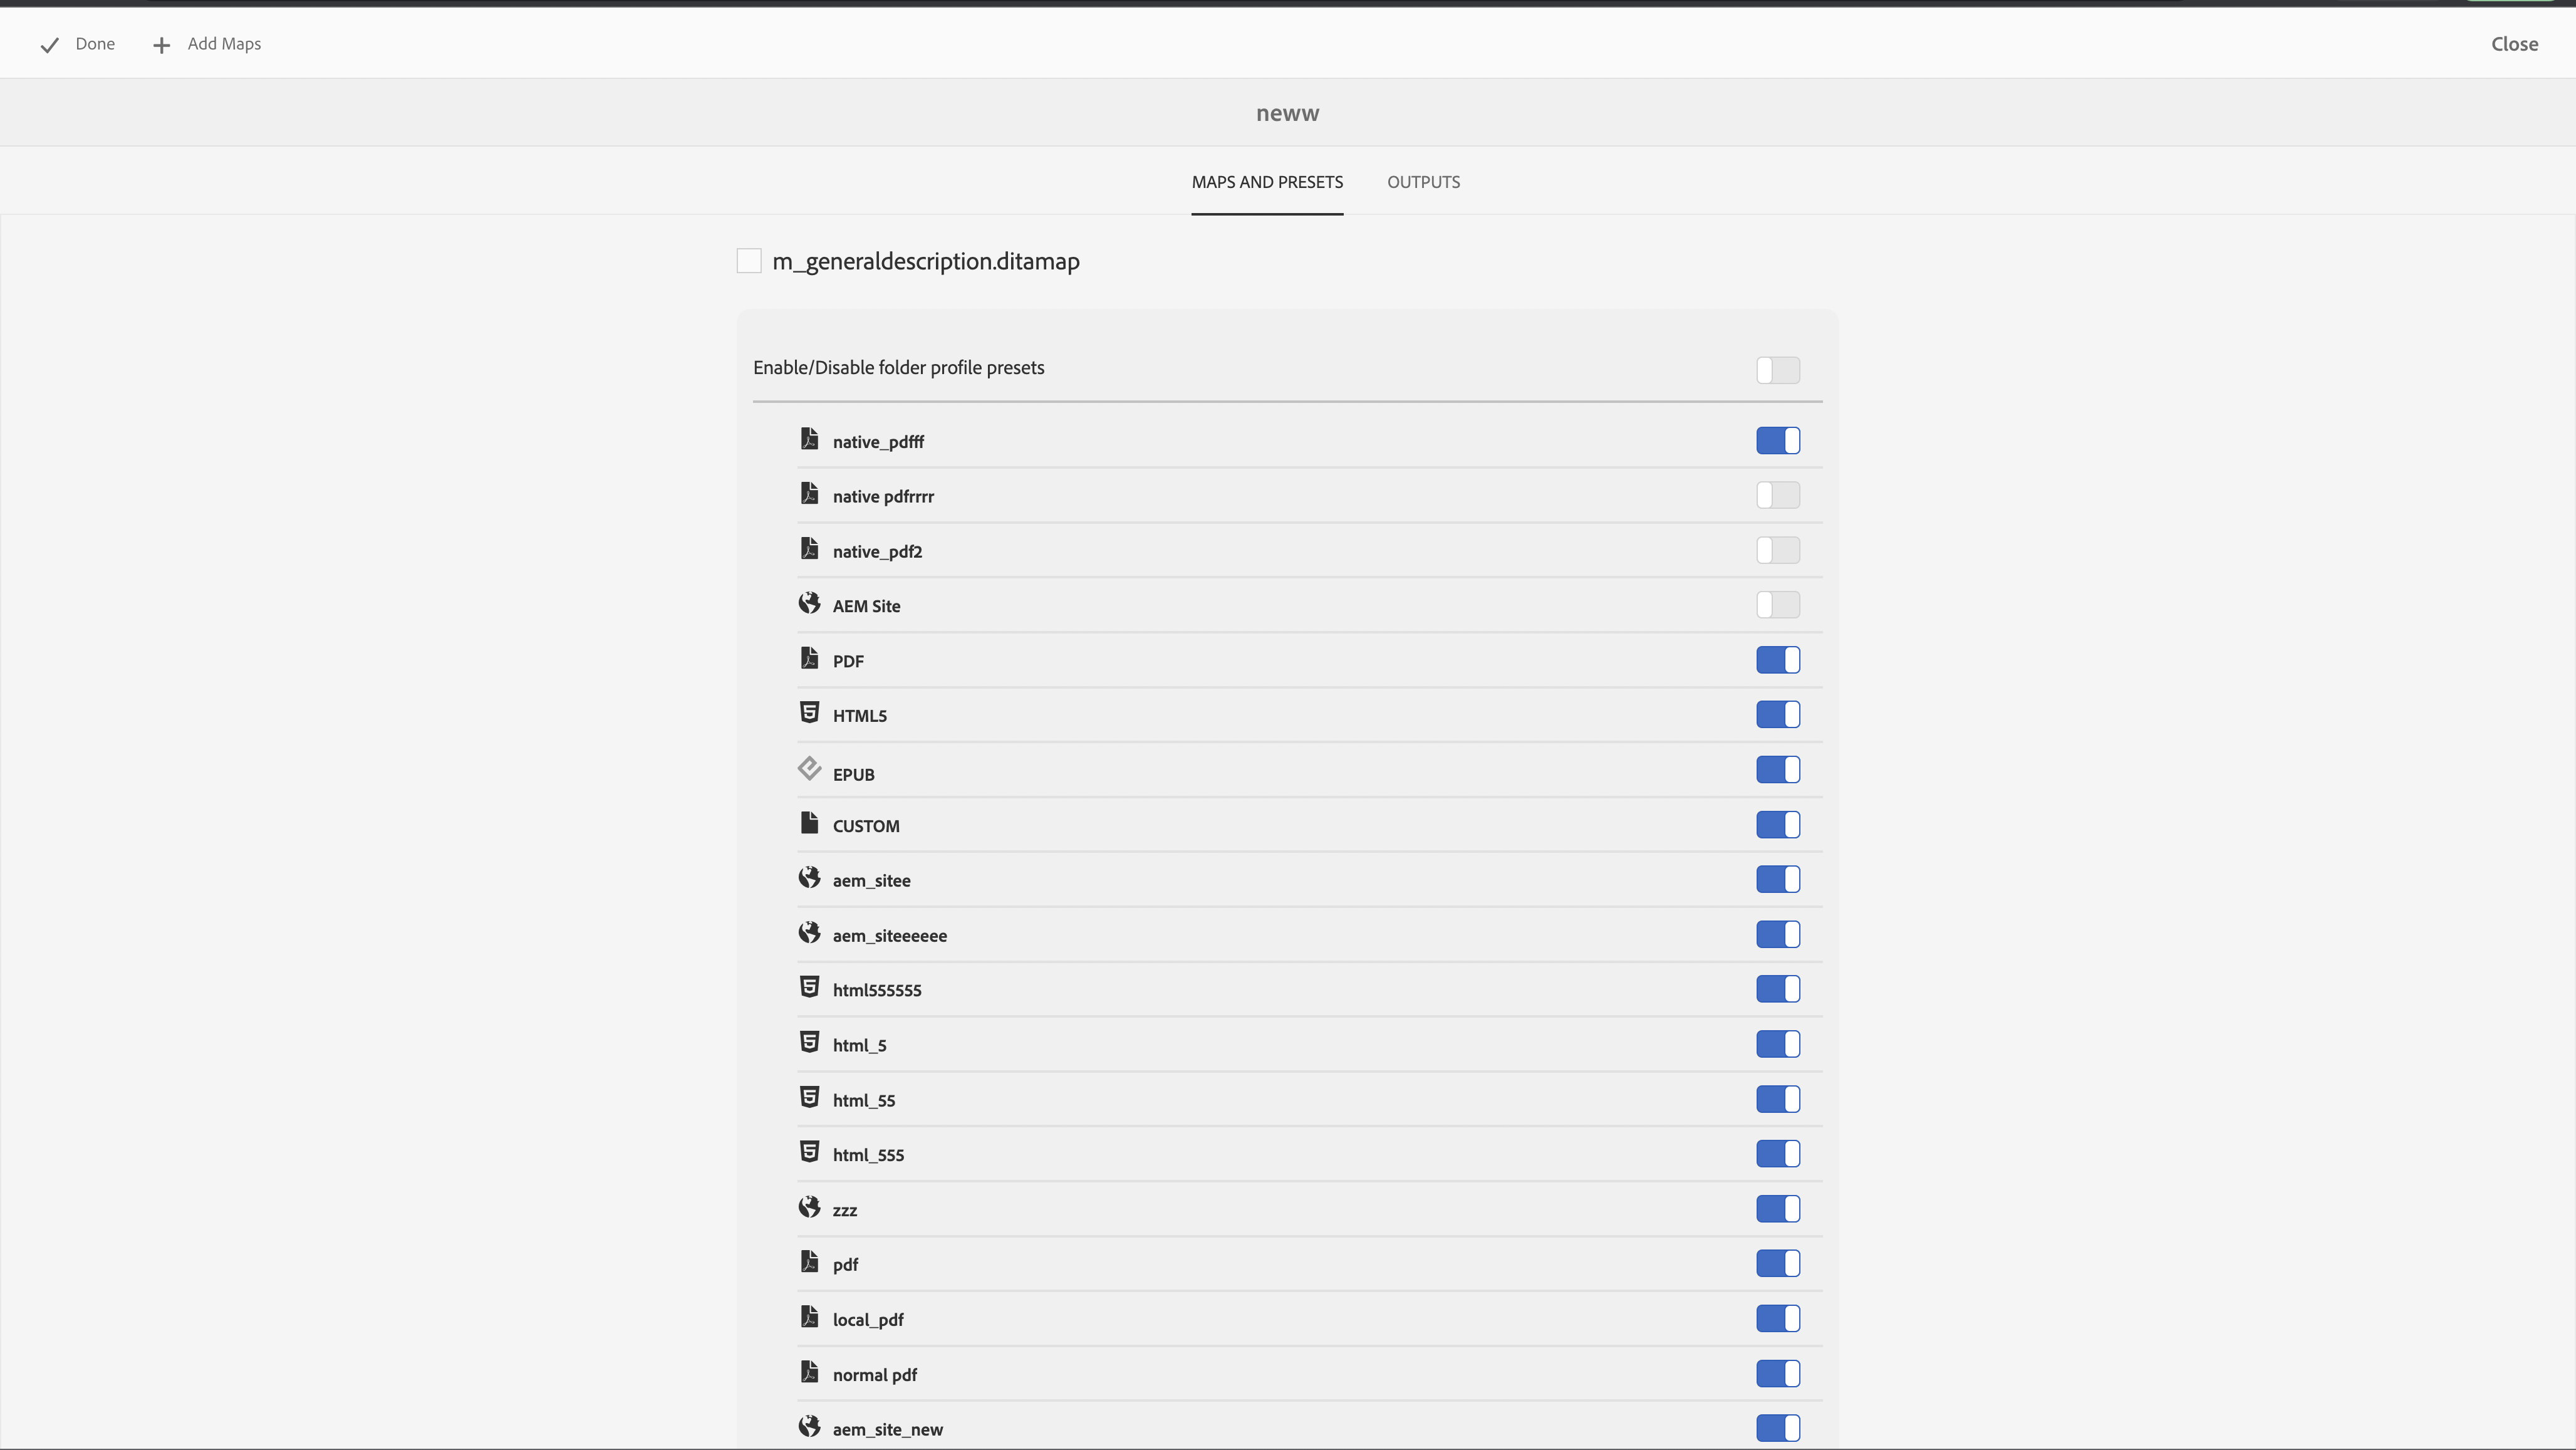 Done Add Maps Close
neww
MAPS AND PRESETS OUTPUTS
m_generaldescription.ditamap
Enable/Disable folder profile presets
native_pdfff
native pdfrrrr
native_pdf2
AEM Site
PDF
HTML5
EPUB
CUSTOM
aem_sitee
aem_siteeeeee
html555555
html_5
html_55
html_555
zzz
pdf
local_pdf
normal pdf
aem_site_new